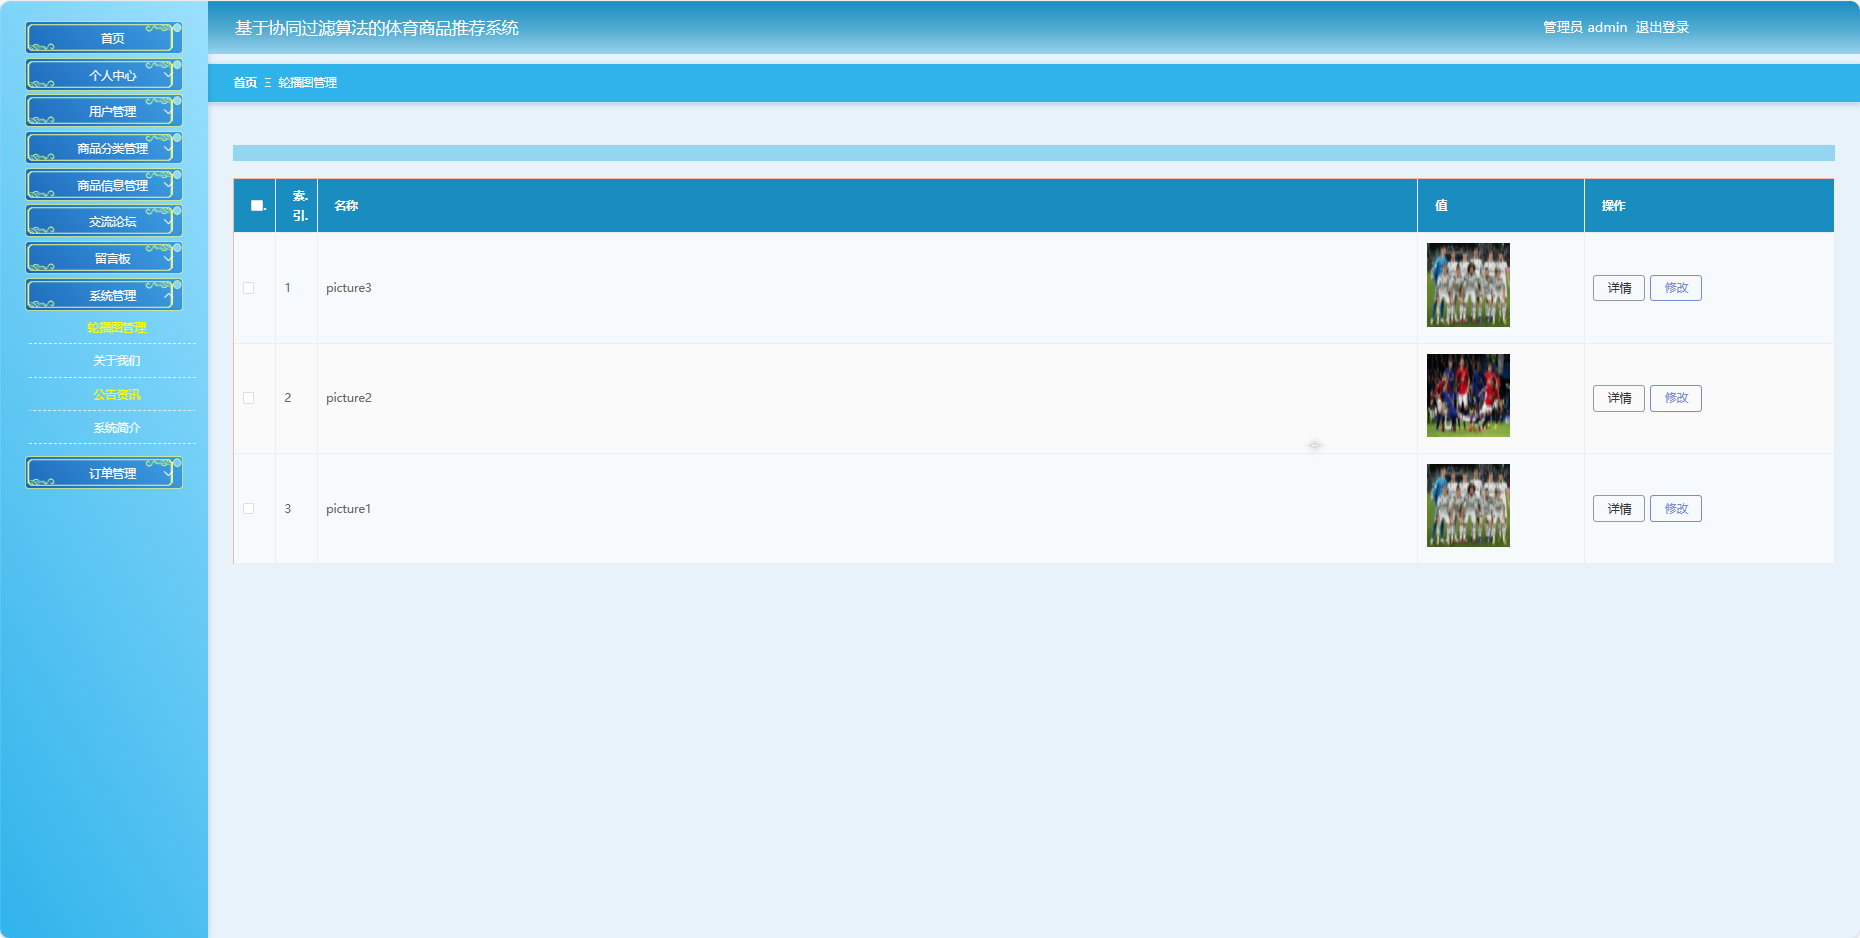 基于协同过滤算法的体育商品推荐系统
管理员 admin 退出登录
首页
个人中心
用户管理
商品分类管理
商品信息管理
交流论坛
留言板
系统管理
轮播图管理
关于我们
公告资讯
系统简介
订单管理
首页 Ξ 轮播图管理
索. 引. 名称 值 操作
1 picture3 详情 修改
2 picture2 详情 修改
3 picture1 详情 修改